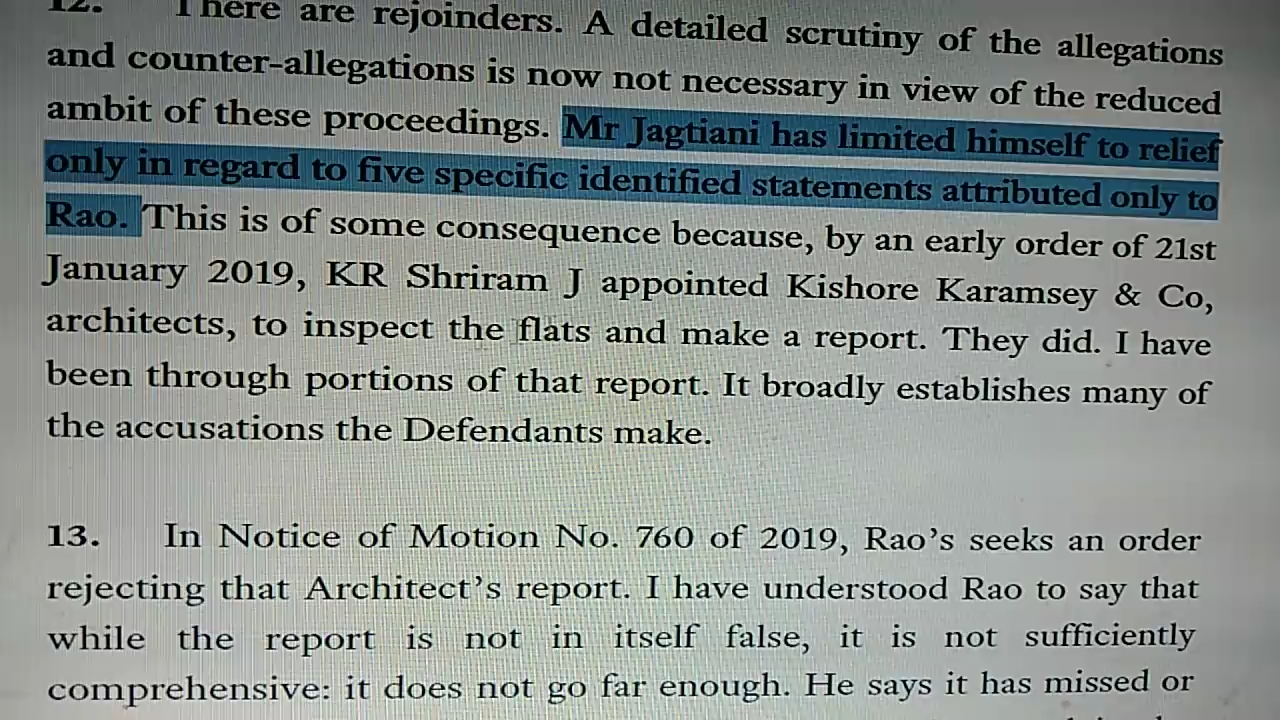 12. There are rejoinders. A detailed scrutiny of the allegations
and counter-allegations is now not necessary in view of the reduced
ambit of these proceedings. Mr Jagtiani has limited himself to relief
only in regard to five specific identified statements attributed only to
Rao. This is of some consequence because, by an early order of 21st
January 2019, KR Shriram J appointed Kishore Karamsey & Co,
architects, to inspect the flats and make a report. They did. I have
been through portions of that report. It broadly establishes many of
the accusations the Defendants make.
13. In Notice of Motion No. 760 of 2019, Rao’s seeks an order
rejecting that Architect’s report. I have understood Rao to say that
while the report is not in itself false, it is not sufficiently
comprehensive: it does not go far enough. He says it has missed or